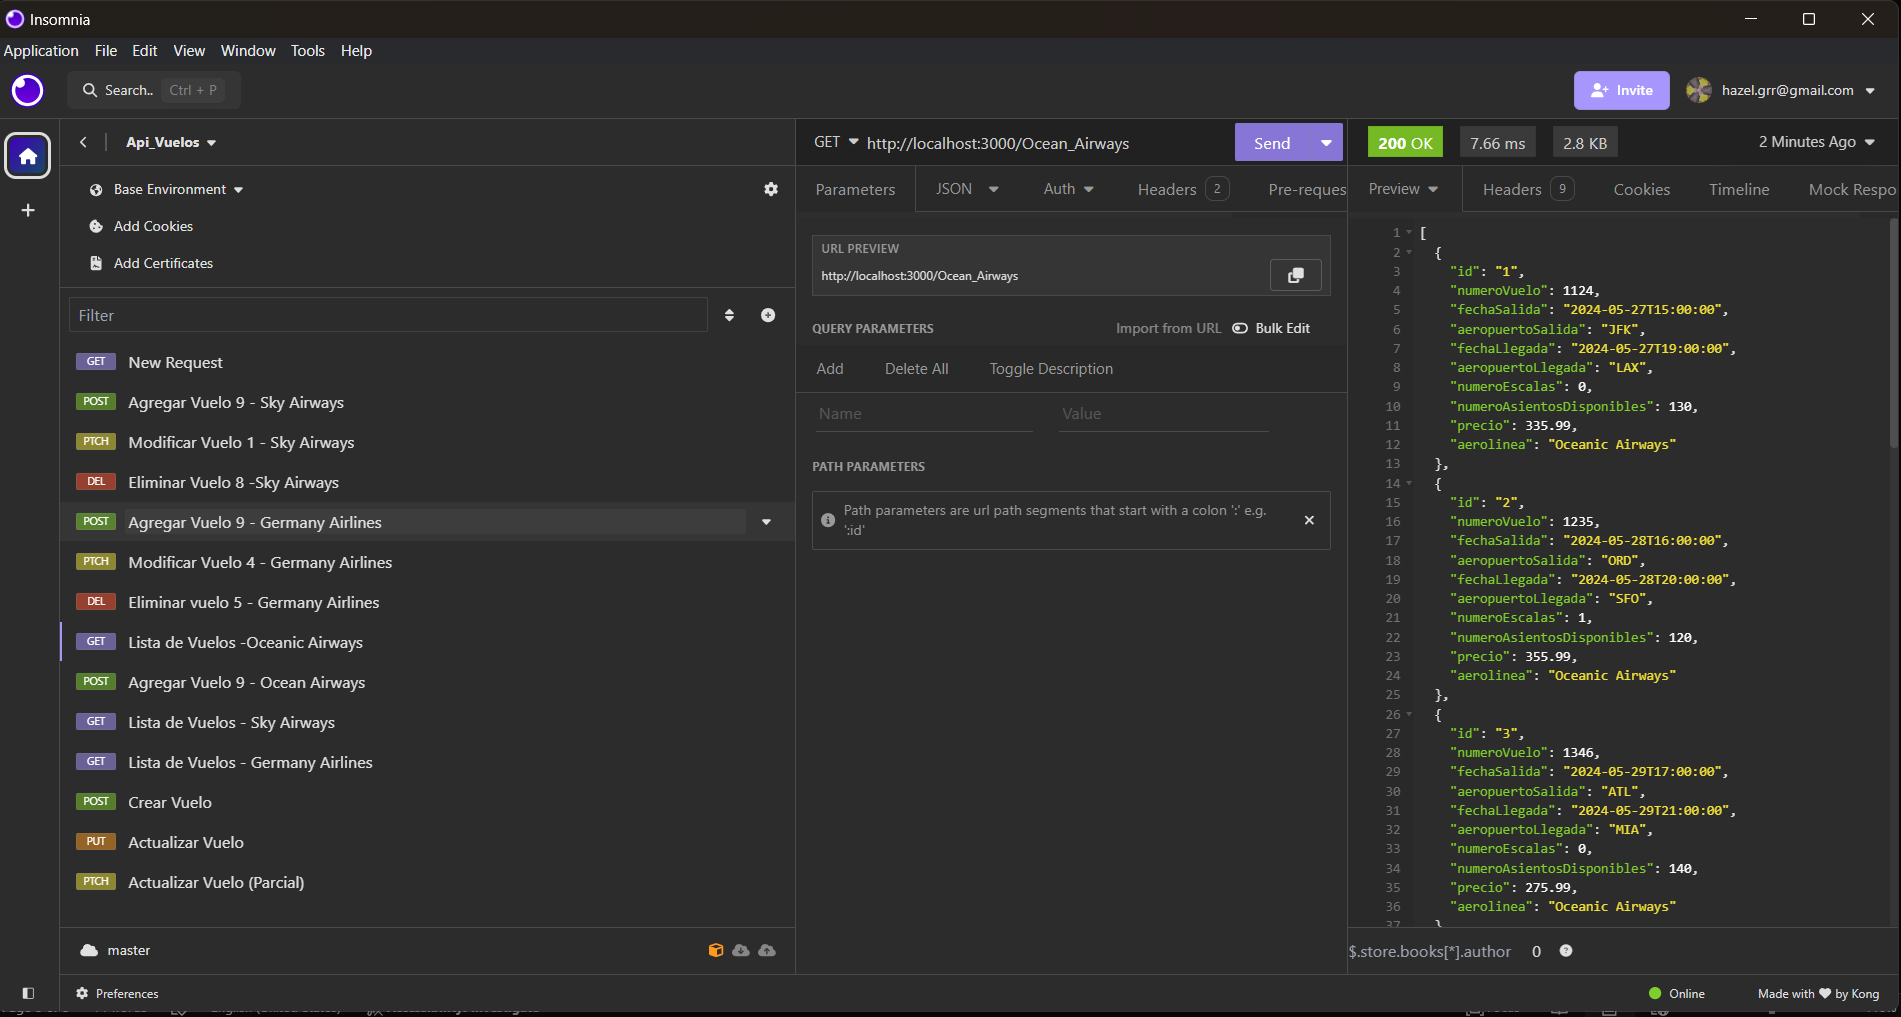 Insomnia
Application File Edit View Window Tools Help
Search.. Ctrl + P
Invite
hazel.grr@gmail.com
Api_Vuelos
Base Environment
Add Cookies
Add Certificates
Filter
GET New Request
POST Agregar Vuelo 9 - Sky Airways
PTCH Modificar Vuelo 1 - Sky Airways
DEL Eliminar Vuelo 8 -Sky Airways
POST Agregar Vuelo 9 - Germany Airlines
PTCH Modificar Vuelo 4 - Germany Airlines
DEL Eliminar vuelo 5 - Germany Airlines
GET Lista de Vuelos -Oceanic Airways
POST Agregar Vuelo 9 - Ocean Airways
GET Lista de Vuelos - Sky Airways
GET Lista de Vuelos - Germany Airlines
POST Crear Vuelo
PUT Actualizar Vuelo
PTCH Actualizar Vuelo (Parcial)
master
Preferences
GET http://localhost:3000/Ocean_Airways Send
Parameters JSON Auth Headers 2 Pre-reques
URL PREVIEW
http://localhost:3000/Ocean_Airways
QUERY PARAMETERS Import from URL Bulk Edit
Add Delete All Toggle Description
Name Value
PATH PARAMETERS
Path parameters are url path segments that start with a colon ':' e.g.
':id'
200 OK 7.66 ms 2.8 KB 2 Minutes Ago
Preview Headers 9 Cookies Timeline Mock Respo
1 [
2 {
3 "id": "1",
4 "numeroVuelo": 1124,
5 "fechaSalida": "2024-05-27T15:00:00",
6 "aeropuertoSalida": "JFK",
7 "fechaLlegada": "2024-05-27T19:00:00",
8 "aeropuertoLlegada": "LAX",
9 "numeroEscalas": 0,
10 "numeroAsientosDisponibles": 130,
11 "precio": 335.99,
12 "aerolinea": "Oceanic Airways"
13 },
14 {
15 "id": "2",
16 "numeroVuelo": 1235,
17 "fechaSalida": "2024-05-28T16:00:00",
18 "aeropuertoSalida": "ORD",
19 "fechaLlegada": "2024-05-28T20:00:00",
20 "aeropuertoLlegada": "SFO",
21 "numeroEscalas": 1,
22 "numeroAsientosDisponibles": 120,
23 "precio": 355.99,
24 "aerolinea": "Oceanic Airways"
25 },
26 {
27 "id": "3",
28 "numeroVuelo": 1346,
29 "fechaSalida": "2024-05-29T17:00:00",
30 "aeropuertoSalida": "ATL",
31 "fechaLlegada": "2024-05-29T21:00:00",
32 "aeropuertoLlegada": "MIA",
33 "numeroEscalas": 0,
34 "numeroAsientosDisponibles": 140,
35 "precio": 275.99,
36 "aerolinea": "Oceanic Airways"
37 }
$.store.books[*].author 0
Online Made with by Kong